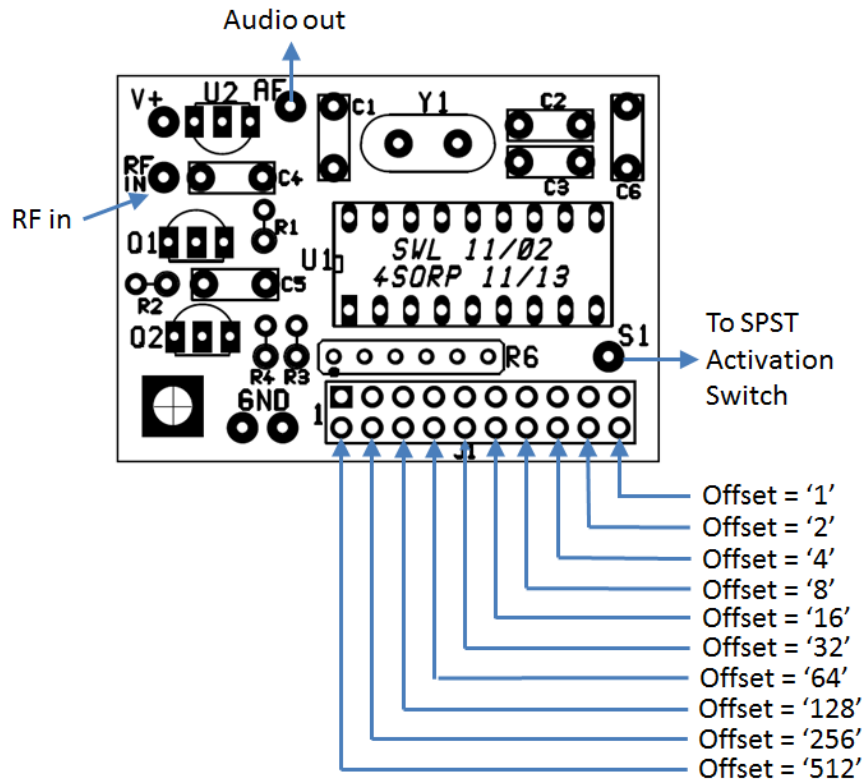 Audio out
V+
U2
AF
C1
Y1
C2
C3
C6
RF
IN
C4
RF in
Q1
R1
U1
SWL 11/02
4SQRP 11/13
C5
R2
Q2
R4
R3
R6
S1
To SPST
Activation
Switch
GND
1
J1
Offset = ‘1’
Offset = ‘2’
Offset = ‘4’
Offset = ‘8’
Offset = ‘16’
Offset = ‘32’
Offset = ‘64’
Offset = ‘128’
Offset = ‘256’
Offset = ‘512’